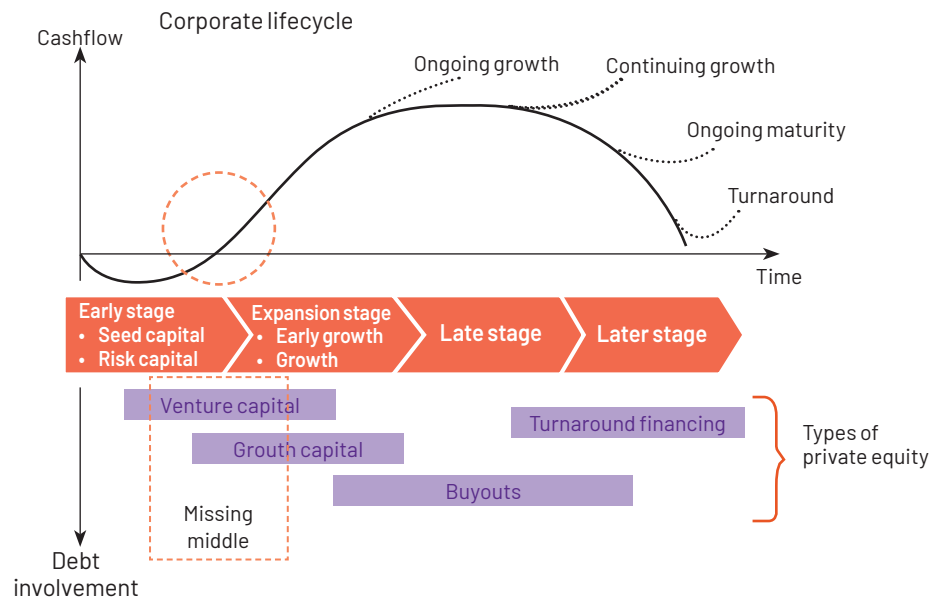 Corporate lifecycle
Cashflow
Ongoing growth
Continuing growth
Ongoing maturity
Turnaround
Time
Early stage
• Seed capital
• Risk capital
Expansion stage
• Early growth
• Growth
Late stage
Later stage
Venture capital
Grouth capital
Buyouts
Turnaround financing
Types of
private equity
Missing
middle
Debt
involvement